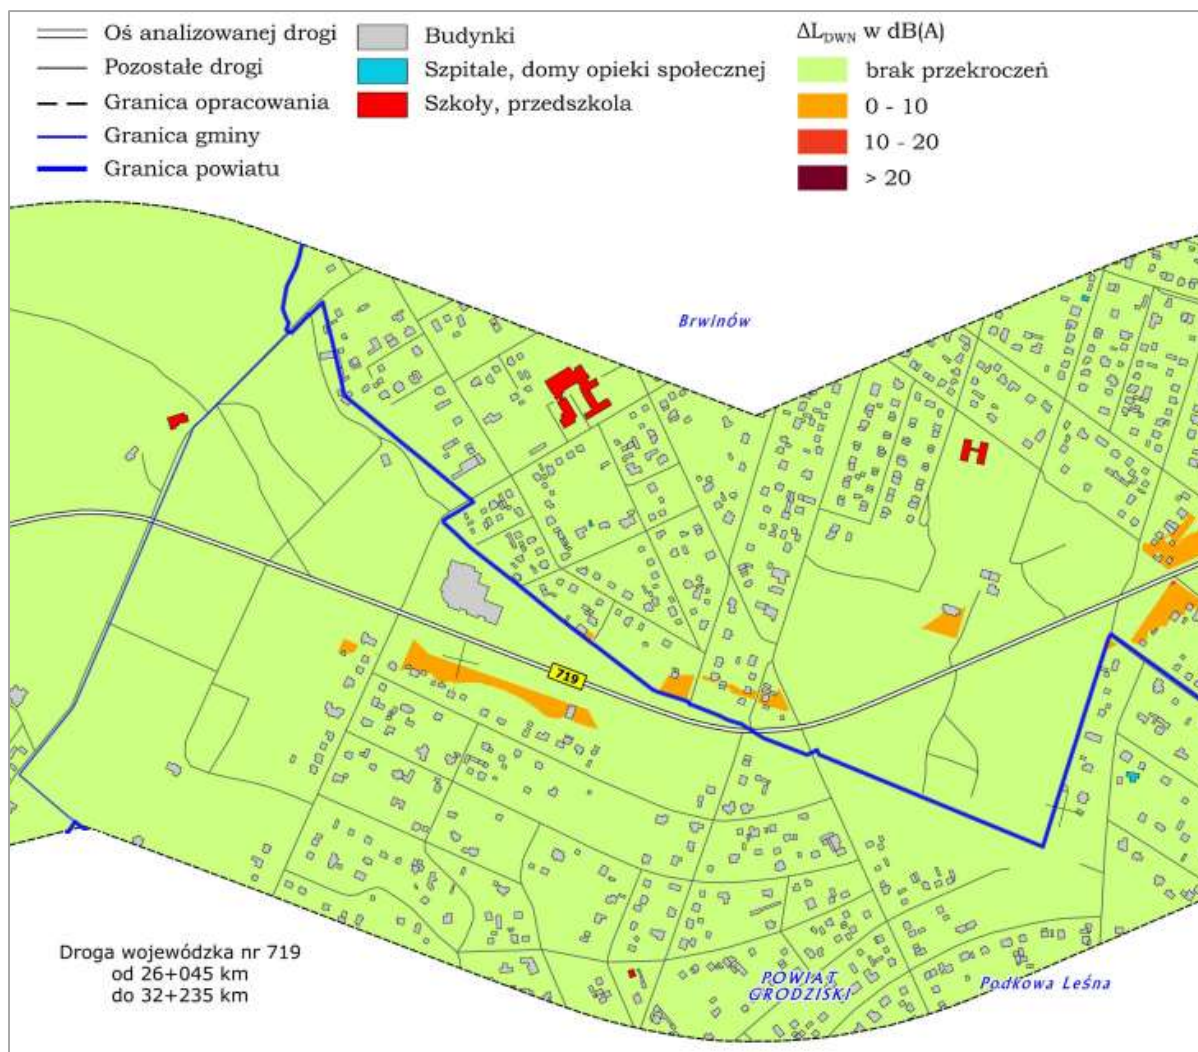 Oś analizowanej drogi
Pozostałe drogi
Granica opracowania
Granica gminy
Granica powiatu
Budynki
Szpitale, domy opieki społecznej
Szkoły, przedszkola
ΔL_DWN w dB(A)
brak przekroczeń
0 - 10
10 - 20
> 20
Brwinów
719
Droga wojewódzka nr 719
od 26+045 km
do 32+235 km
POWIAT
GRODZISKI
Podkowa Leśna